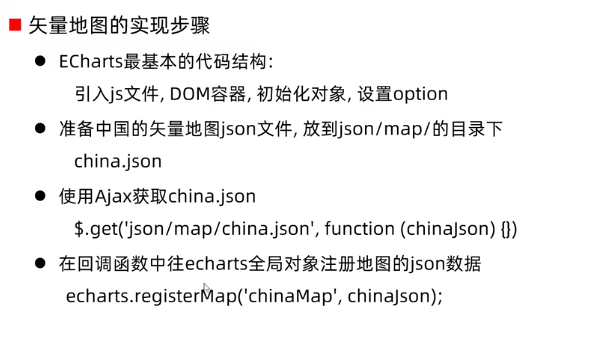 矢量地图的实现步骤
ECharts最基本的代码结构:
引入js文件, DOM容器, 初始化对象, 设置option
准备中国的矢量地图json文件, 放到json/map/的目录下
china.json
使用Ajax获取china.json
$.get('json/map/china.json', function (chinaJson) {})
在回调函数中往echarts全局对象注册地图的json数据
echarts.registerMap('chinaMap', chinaJson);